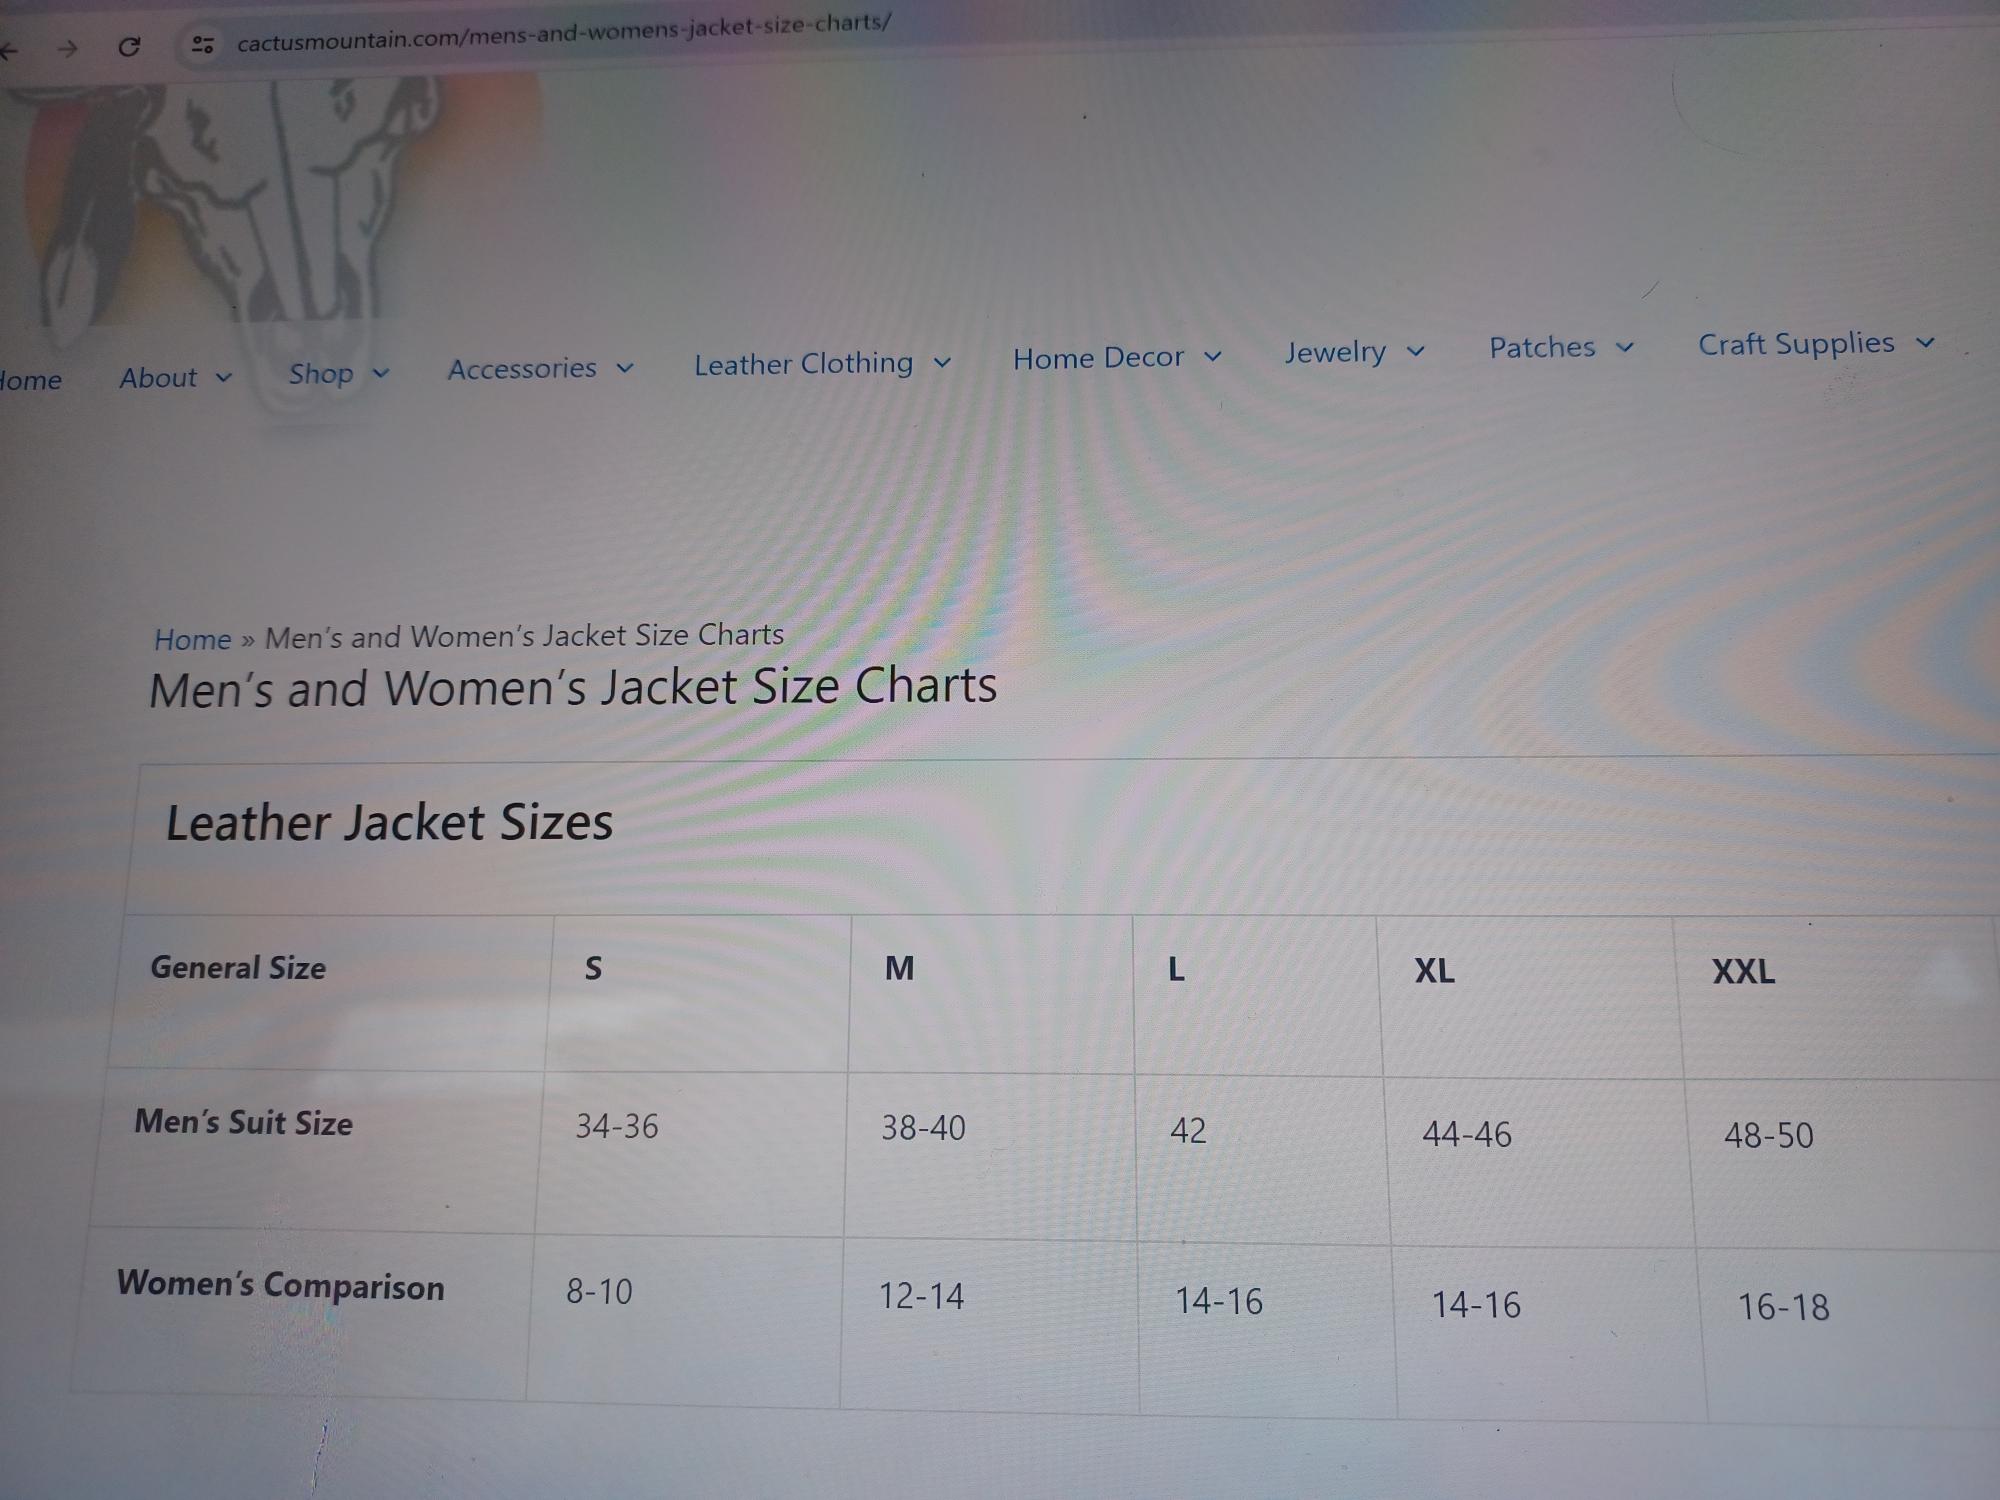 cactusmountain.com/mens-and-womens-jacket-size-charts/
Home About Shop Accessories Leather Clothing Home Decor Jewelry Patches Craft Supplies
Home » Men's and Women's Jacket Size Charts
Men's and Women's Jacket Size Charts
Leather Jacket Sizes
General Size S M L XL XXL
Men's Suit Size 34-36 38-40 42 44-46 48-50
Women's Comparison 8-10 12-14 14-16 14-16 16-18